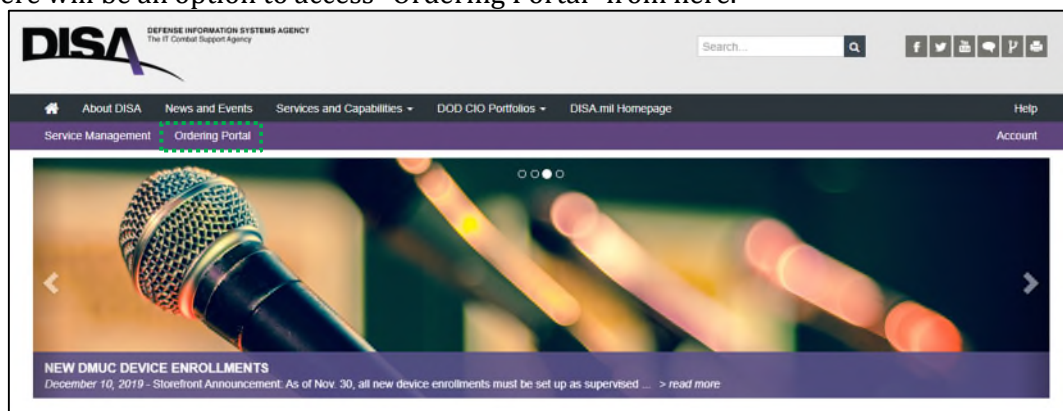 ere will be an option to access "Ordering Portal" from here.
DISA
DEFENSE INFORMATION SYSTEMS AGENCY
The IT Combat Support Agency
Search...
About DISA News and Events Services and Capabilities DOD CIO Portfolios DISA.mil Homepage Help
Service Management Ordering Portal Account
NEW DMUC DEVICE ENROLLMENTS
December 10, 2019 - Storefront Announcement: As of Nov. 30, all new device enrollments must be set up as supervised ... > read more